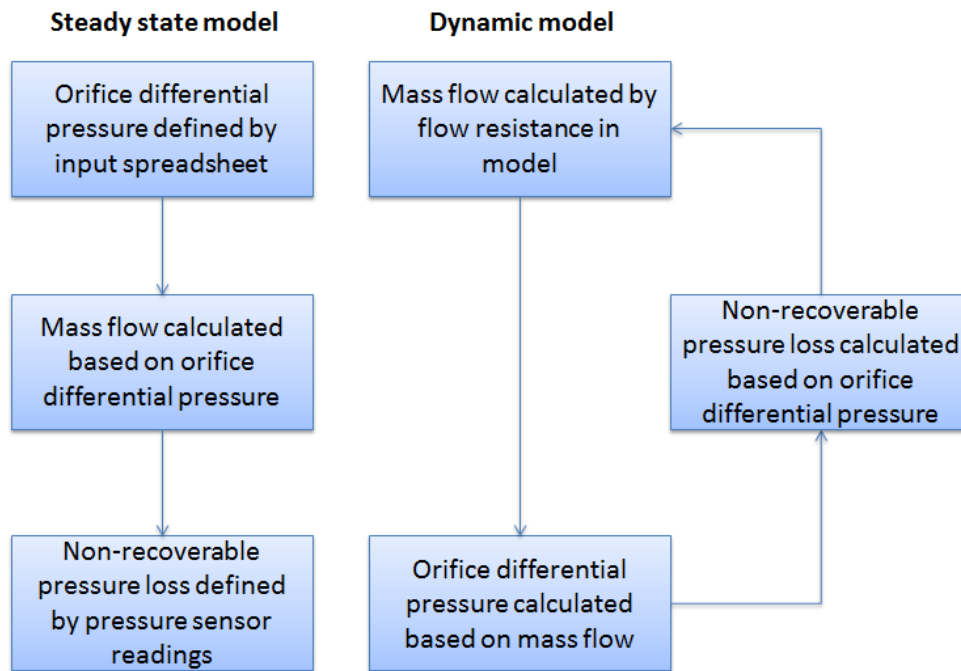 Steady state model
Orifice differential
pressure defined by
input spreadsheet
Mass flow calculated
based on orifice
differential pressure
Non-recoverable
pressure loss defined
by pressure sensor
readings
Dynamic model
Mass flow calculated by
flow resistance in
model
Non-recoverable
pressure loss calculated
based on orifice
differential pressure
Orifice differential
pressure calculated
based on mass flow